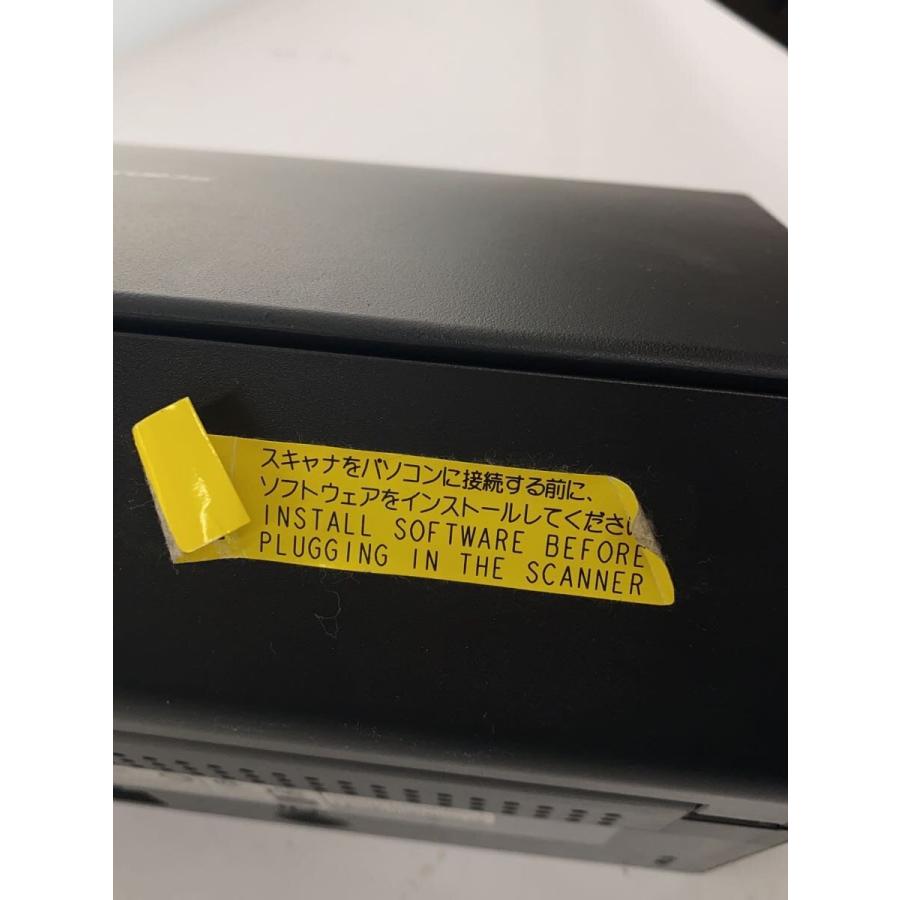 スキャナをパソコンに接続する前に、
ソフトウェアをインストールしてくださ
INSTALL SOFTWARE BEFORE
PLUGGING IN THE SCANNER